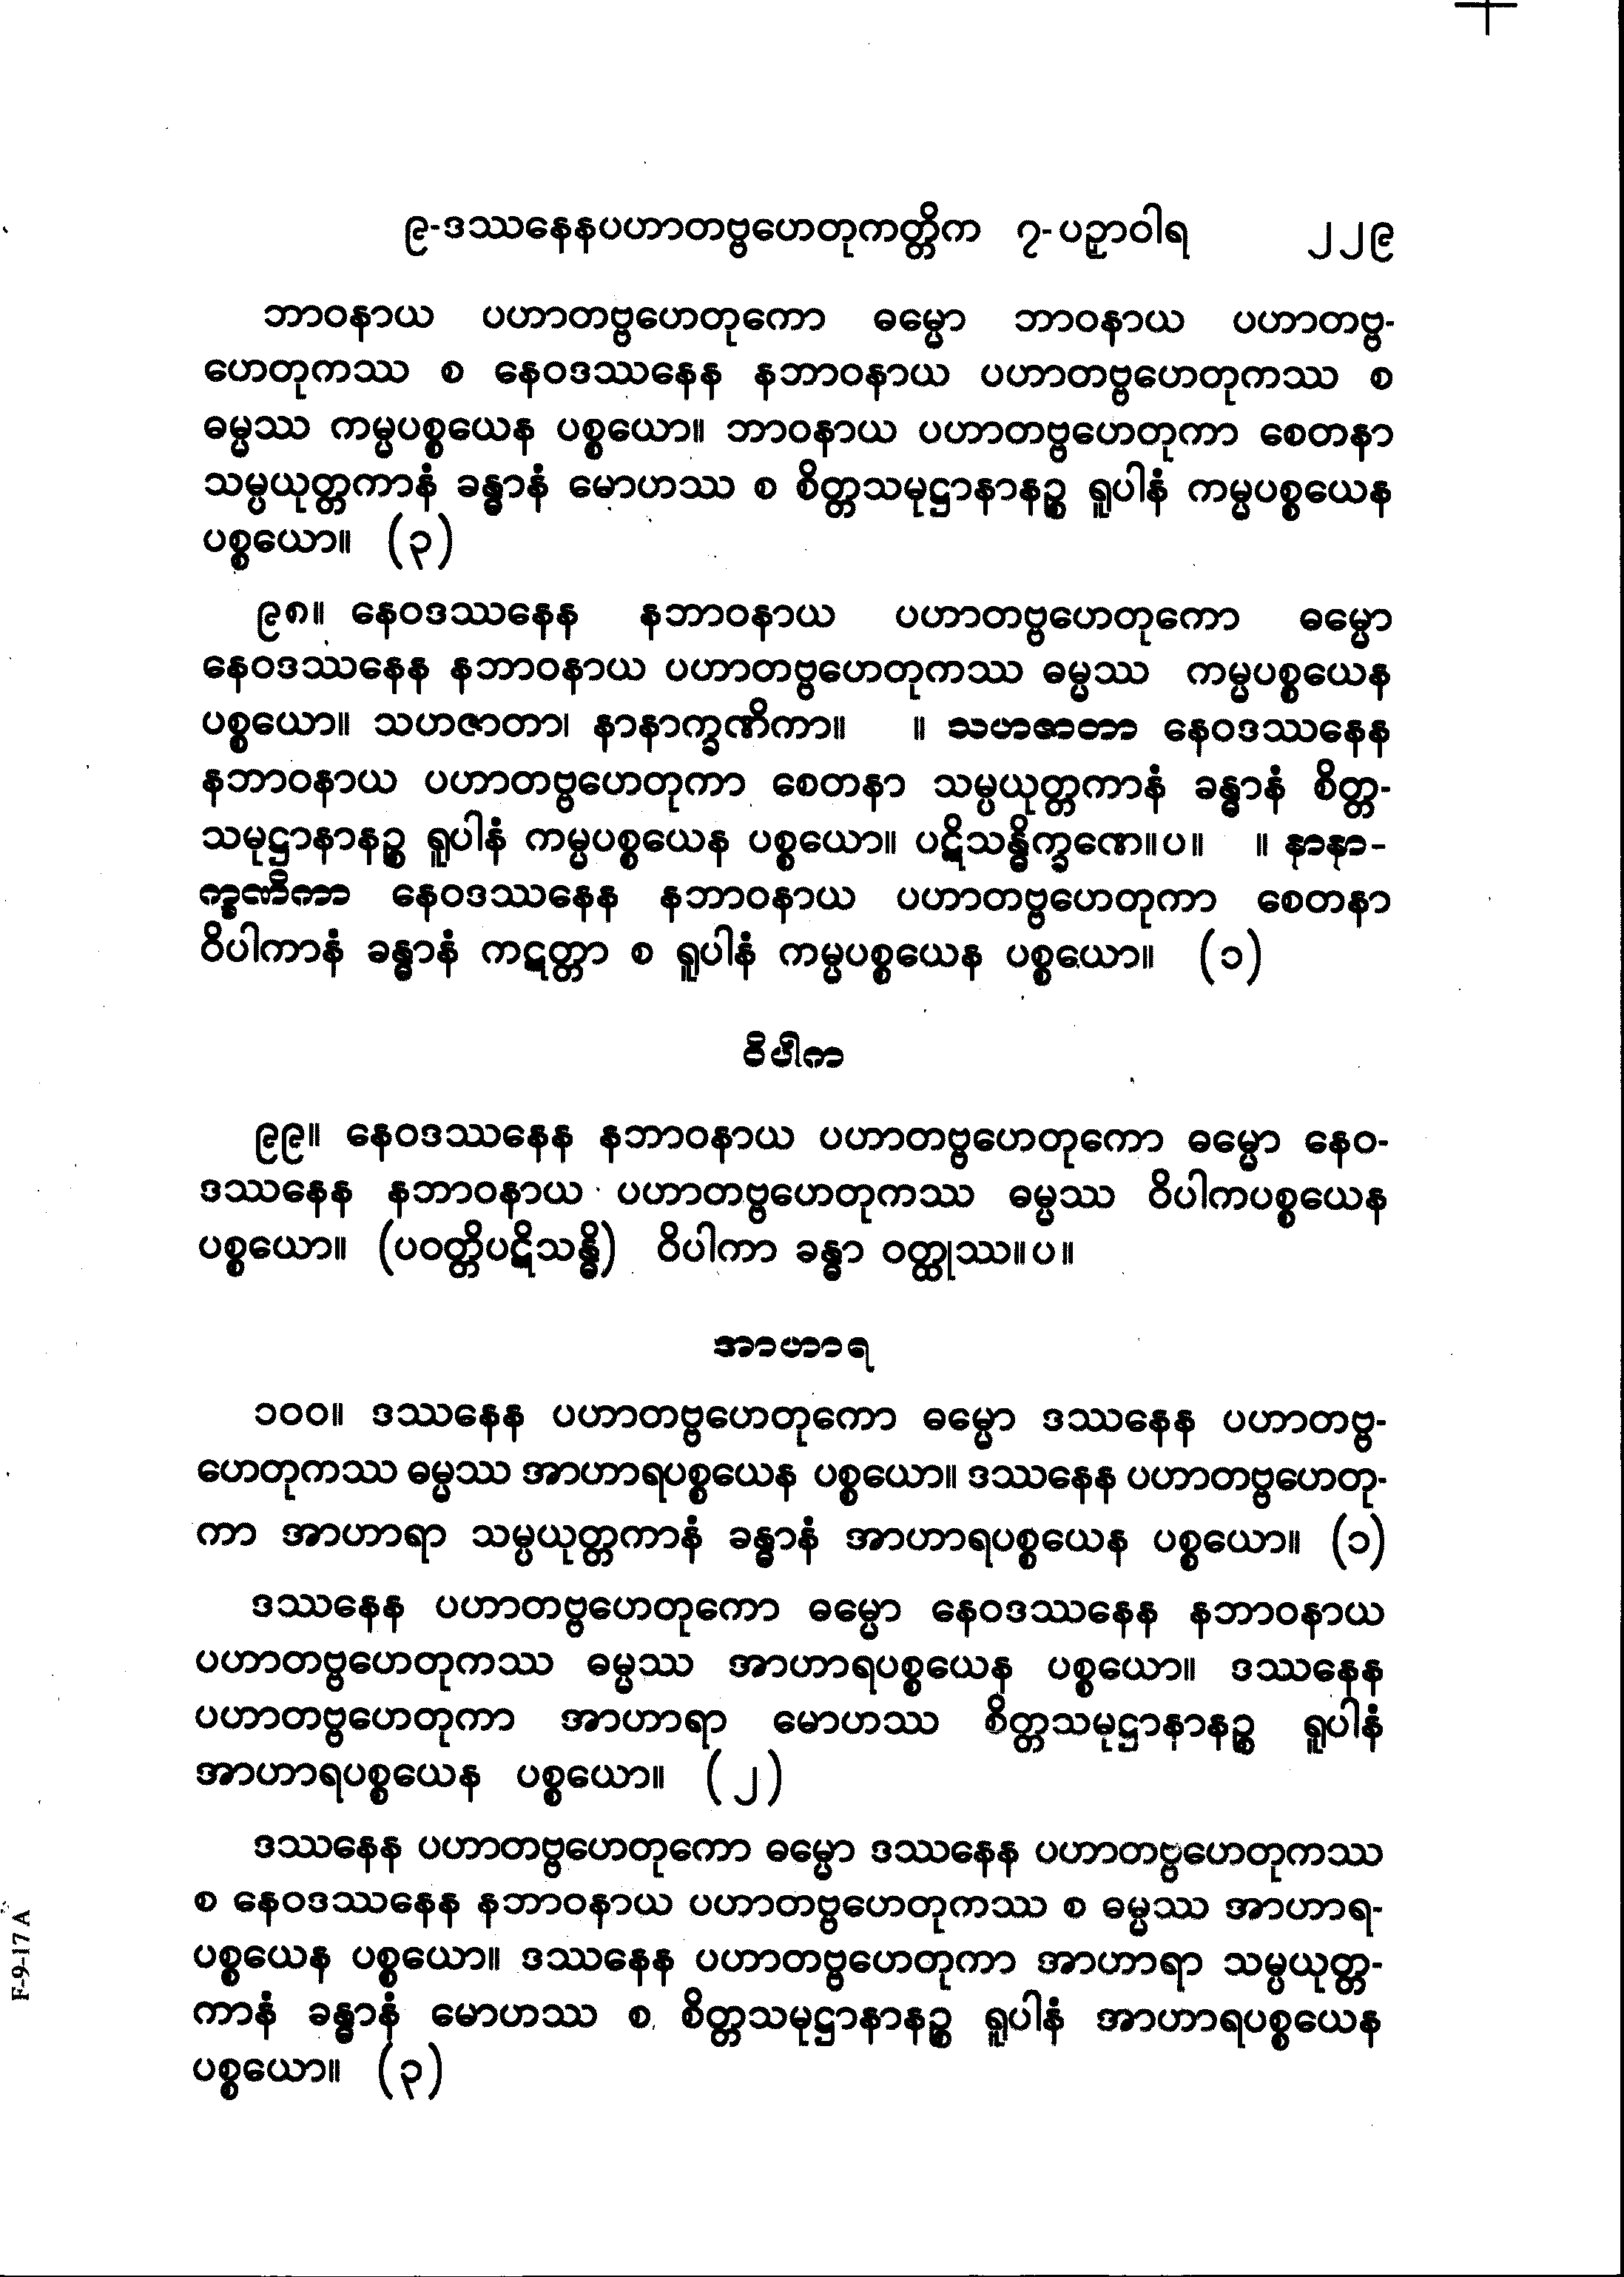 ၉-ဒဿနေနပဟာတဗ္ဗဟေတုကတ္တိက ၇-ပဉှာဝါရ ၂၂၉
ဘာဝနာယ ပဟာတဗ္ဗဟေတုကော ဓမ္မော ဘာဝနာယ ပဟာတဗ္ဗ-
ဟေတုကဿ စ နေဝဒဿနေန နဘာဝနာယ ပဟာတဗ္ဗဟေတုကဿ စ
ဓမ္မဿ ကမ္မပစ္စယေန ပစ္စယော။ ဘာဝနာယ ပဟာတဗ္ဗဟေတုကာ စေတနာ
သမ္ပယုတ္တကာနံ ခန္ဓာနံ မောဟဿ စ စိတ္တသမုဋ္ဌာနာနဉ္စ ရူပါနံ ကမ္မပစ္စယေန
ပစ္စယော။ (၃)
၉၈။ နေဝဒဿနေန နဘာဝနာယ ပဟာတဗ္ဗဟေတုကော ဓမ္မော
နေဝဒဿနေန နဘာဝနာယ ပဟာတဗ္ဗဟေတုကဿ ဓမ္မဿ ကမ္မပစ္စယေန
ပစ္စယော။ သဟဇာတာ၊ နာနာက္ခဏိကာ။ ။ သဟဇာတာ နေဝဒဿနေန
နဘာဝနာယ ပဟာတဗ္ဗဟေတုကာ စေတနာ သမ္ပယုတ္တကာနံ ခန္ဓာနံ စိတ္တ-
သမုဋ္ဌာနာနဉ္စ ရူပါနံ ကမ္မပစ္စယေန ပစ္စယော။ ပဋိသန္ဓိက္ခဏေ။ပ။ ။ နာနာ-
က္ခဏိကာ နေဝဒဿနေန နဘာဝနာယ ပဟာတဗ္ဗဟေတုကာ စေတနာ
ဝိပါကာနံ ခန္ဓာနံ ကဋတ္တာ စ ရူပါနံ ကမ္မပစ္စယေန ပစ္စယော။ (၁)
ဝိပါက
၉၉။ နေဝဒဿနေန နဘာဝနာယ ပဟာတဗ္ဗဟေတုကော ဓမ္မော နေဝ-
ဒဿနေန နဘာဝနာယ ပဟာတဗ္ဗဟေတုကဿ ဓမ္မဿ ဝိပါကပစ္စယေန
ပစ္စယော။ (ပဝတ္တိပဋိသန္ဓိ) ဝိပါကာ ခန္ဓာ ဝတ္ထုဿ။ပ။
အာဟာရ
၁၀၀။ ဒဿနေန ပဟာတဗ္ဗဟေတုကော ဓမ္မော ဒဿနေန ပဟာတဗ္ဗ-
ဟေတုကဿ ဓမ္မဿ အာဟာရပစ္စယေန ပစ္စယော။ ဒဿနေန ပဟာတဗ္ဗဟေတု-
ကာ အာဟာရာ သမ္ပယုတ္တကာနံ ခန္ဓာနံ အာဟာရပစ္စယေန ပစ္စယော။ (၁)
ဒဿနေန ပဟာတဗ္ဗဟေတုကော ဓမ္မော နေဝဒဿနေန နဘာဝနာယ
ပဟာတဗ္ဗဟေတုကဿ ဓမ္မဿ အာဟာရပစ္စယေန ပစ္စယော။ ဒဿနေန
ပဟာတဗ္ဗဟေတုကာ အာဟာရာ မောဟဿ စိတ္တသမုဋ္ဌာနာနဉ္စ ရူပါနံ
အာဟာရပစ္စယေန ပစ္စယော။ (၂)
ဒဿနေန ပဟာတဗ္ဗဟေတုကော ဓမ္မော ဒဿနေန ပဟာတဗ္ဗဟေတုကဿ
စ နေဝဒဿနေန နဘာဝနာယ ပဟာတဗ္ဗဟေတုကဿ စ ဓမ္မဿ အာဟာရ-
ပစ္စယေန ပစ္စယော။ ဒဿနေန ပဟာတဗ္ဗဟေတုကာ အာဟာရာ သမ္ပယုတ္တ-
ကာနံ ခန္ဓာနံ မောဟဿ စ စိတ္တသမုဋ္ဌာနာနဉ္စ ရူပါနံ အာဟာရပစ္စယေန
ပစ္စယော။ (၃)
F-9-17 A